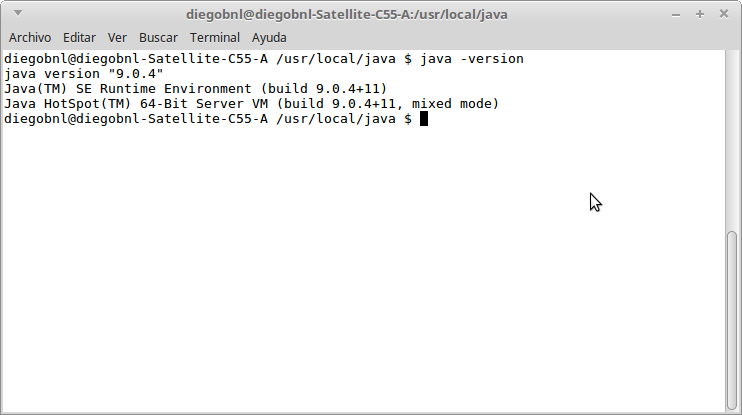 diegobnl@diegobnl-Satellite-C55-A:/usr/local/java
Archivo Editar Ver Buscar Terminal Ayuda
diegobnl@diegobnl-Satellite-C55-A /usr/local/java $ java -version
java version "9.0.4"
Java(TM) SE Runtime Environment (build 9.0.4+11)
Java HotSpot(TM) 64-Bit Server VM (build 9.0.4+11, mixed mode)
diegobnl@diegobnl-Satellite-C55-A /usr/local/java $